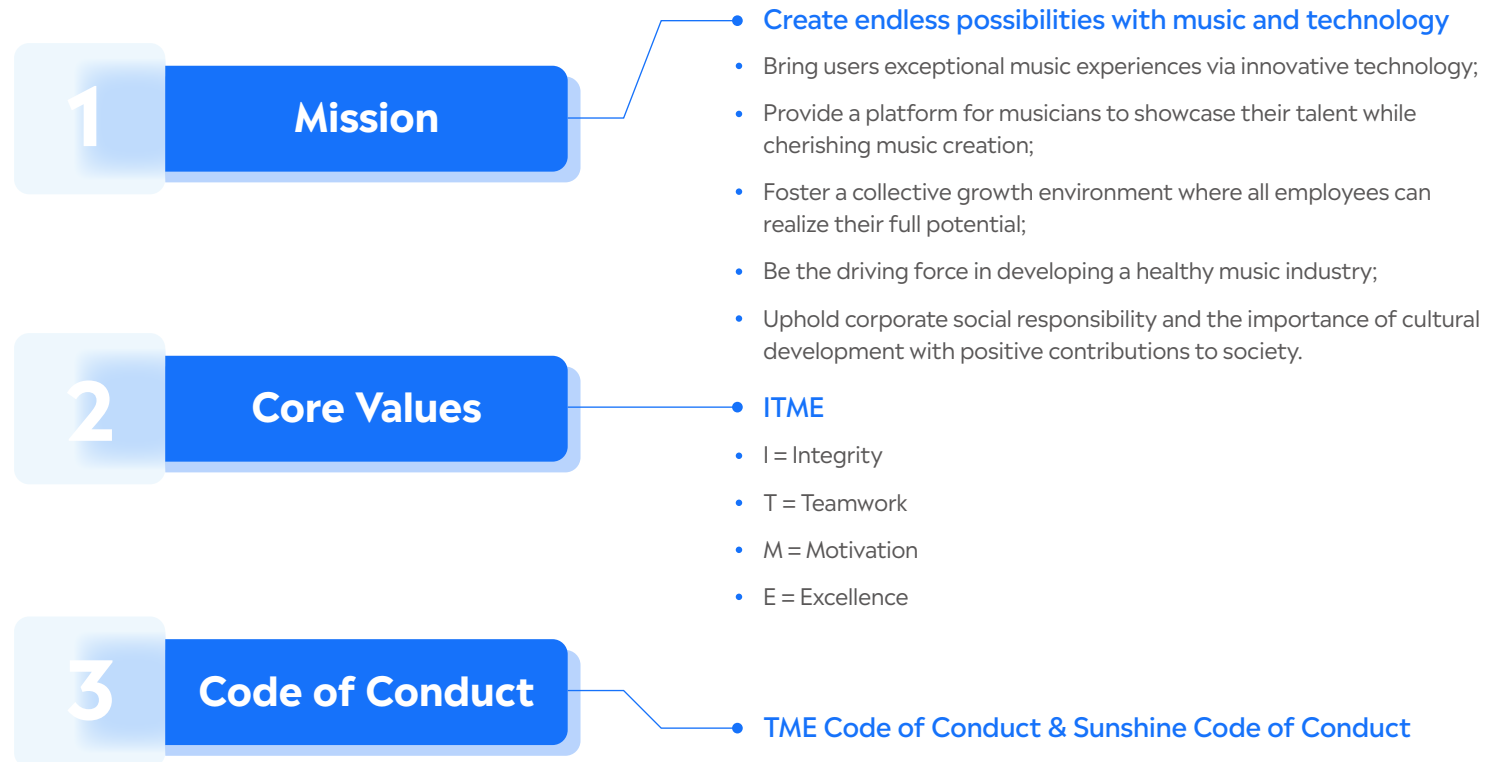 1
Mission
Create endless possibilities with music and technology
• Bring users exceptional music experiences via innovative technology;
• Provide a platform for musicians to showcase their talent while
cherishing music creation;
• Foster a collective growth environment where all employees can
realize their full potential;
• Be the driving force in developing a healthy music industry;
• Uphold corporate social responsibility and the importance of cultural
development with positive contributions to society.
2
Core Values
ITME
• I = Integrity
• T = Teamwork
• M = Motivation
• E = Excellence
3
Code of Conduct
TME Code of Conduct & Sunshine Code of Conduct